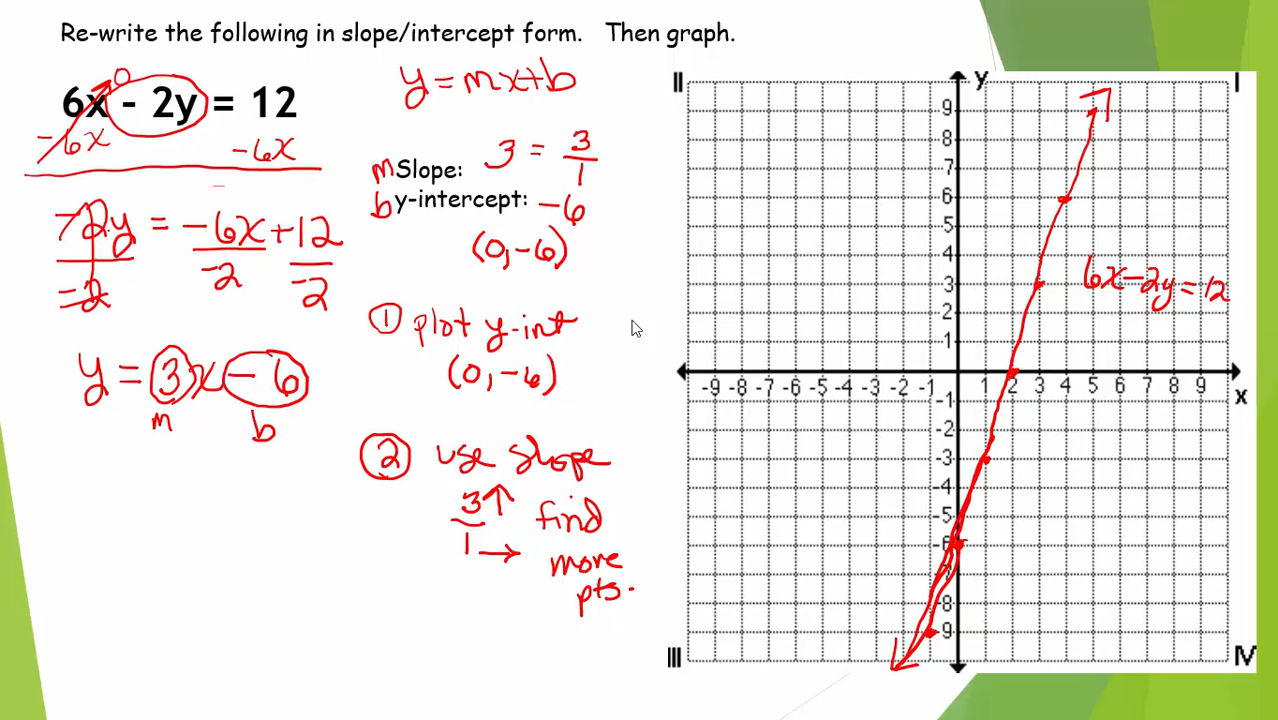 Re-write the following in slope/intercept form. Then graph.
6x - 2y = 12
0
-6x -6x
-2y = -6x + 12
-2 -2 -2
y = 3x - 6
m b
y = mx + b
m Slope: 3 = 3/1
b y-intercept: -6
(0, -6)
① plot y-int
(0, -6)
② use slope
3↑ find
1→ more
pts.
II y I
9
8
7
6
5
4
3
2
1
6x-2y=12
-9 -8 -7 -6 -5 -4 -3 -2 -1 1 2 3 4 5 6 7 8 9 x
-1
-2
-3
-4
-5
-6
-8
-9
III IV